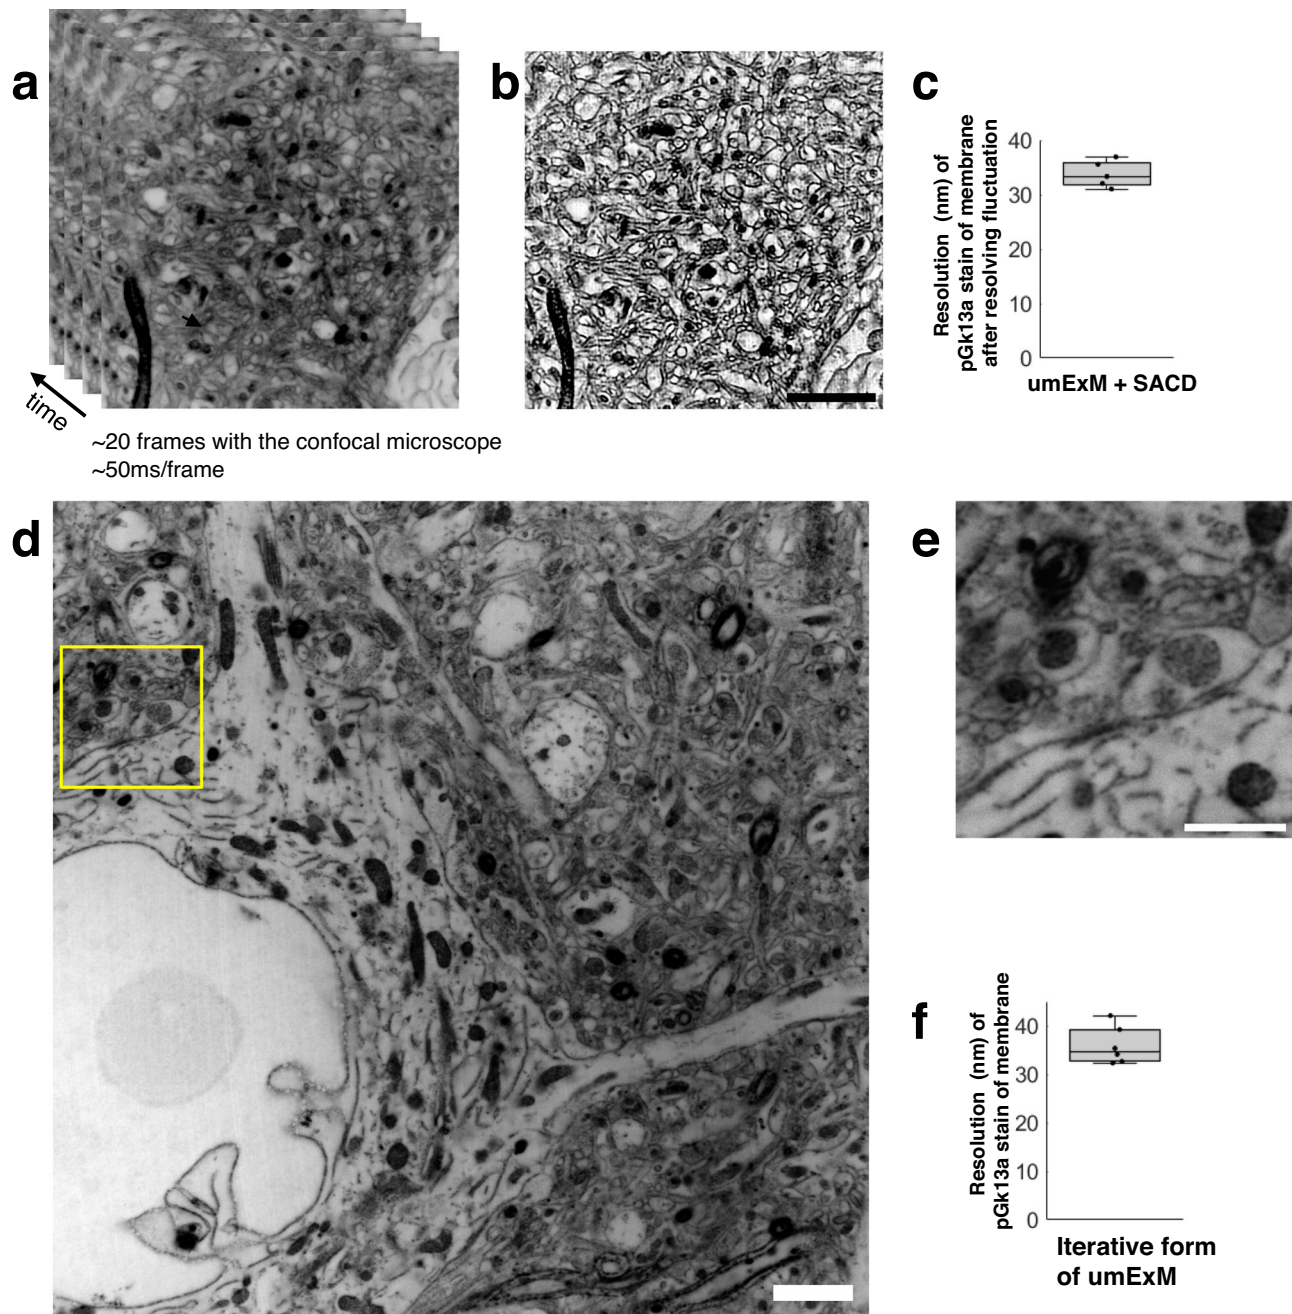 a
b
c
time
~20 frames with the confocal microscope
~50ms/frame
Resolution (nm) of
pGk13a stain of membrane
after resolving fluctuation
40
30
20
10
0
umExM + SACD
d
e
f
Resolution (nm) of
pGk13a stain of membrane
40
30
20
10
0
Iterative form
of umExM